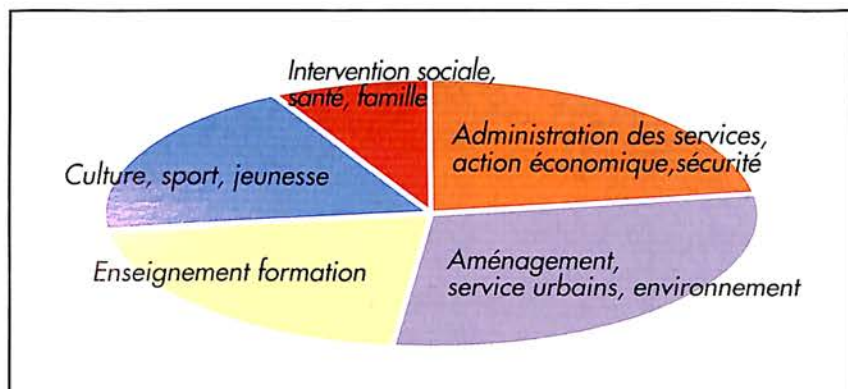 Intervention sociale,
santé, famille
Administration des services,
action économique,sécurité
Culture, sport, jeunesse
Enseignement formation
Aménagement,
service urbains, environnement